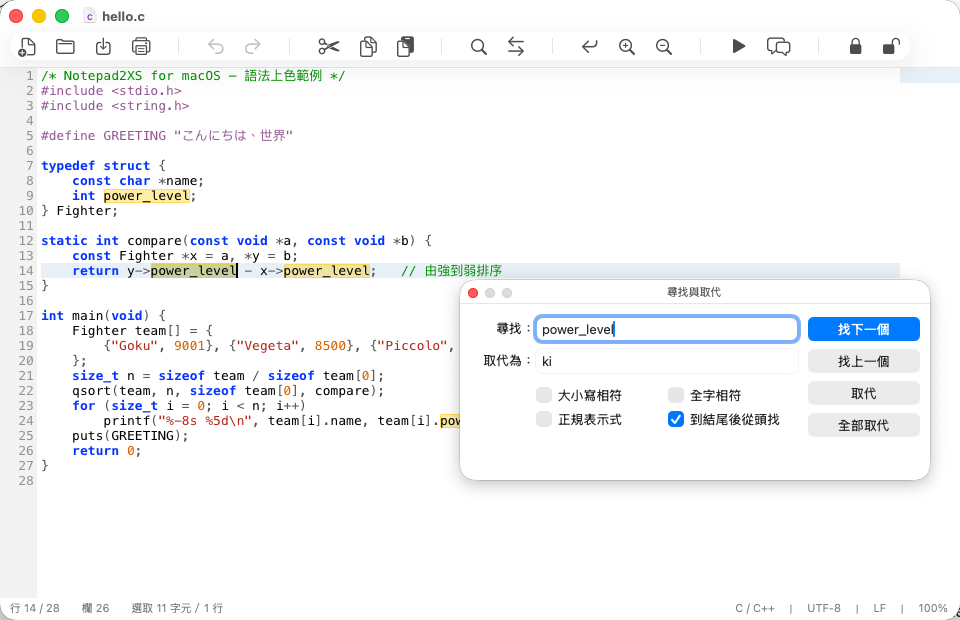 hello.c
1 /* Notepad2XS for macOS — 語法上色範例 */
2 #include <stdio.h>
3 #include <string.h>
4
5 #define GREETING "こんにちは、世界"
6
7 typedef struct {
8 const char *name;
9 int power_level;
10 } Fighter;
11
12 static int compare(const void *a, const void *b) {
13 const Fighter *x = a, *y = b;
14 return y->power_level - x->power_level; // 由強到弱排序
15 }
16
17 int main(void) {
18 Fighter team[] = {
19 {"Goku", 9001}, {"Vegeta", 8500}, {"Piccolo",
20 };
21 size_t n = sizeof team / sizeof team[0];
22 qsort(team, n, sizeof team[0], compare);
23 for (size_t i = 0; i < n; i++)
24 printf("%-8s %5d\n", team[i].name, team[i].pow
25 puts(GREETING);
26 return 0;
27 }
28
尋找與取代
尋找：power_level 找下一個
取代為：ki 找上一個
大小寫相符 全字相符 取代
正規表示式 到結尾後從頭找 全部取代
行 14 / 28 欄 26 選取 11 字元 / 1 行 C / C++ | UTF-8 | LF | 100%